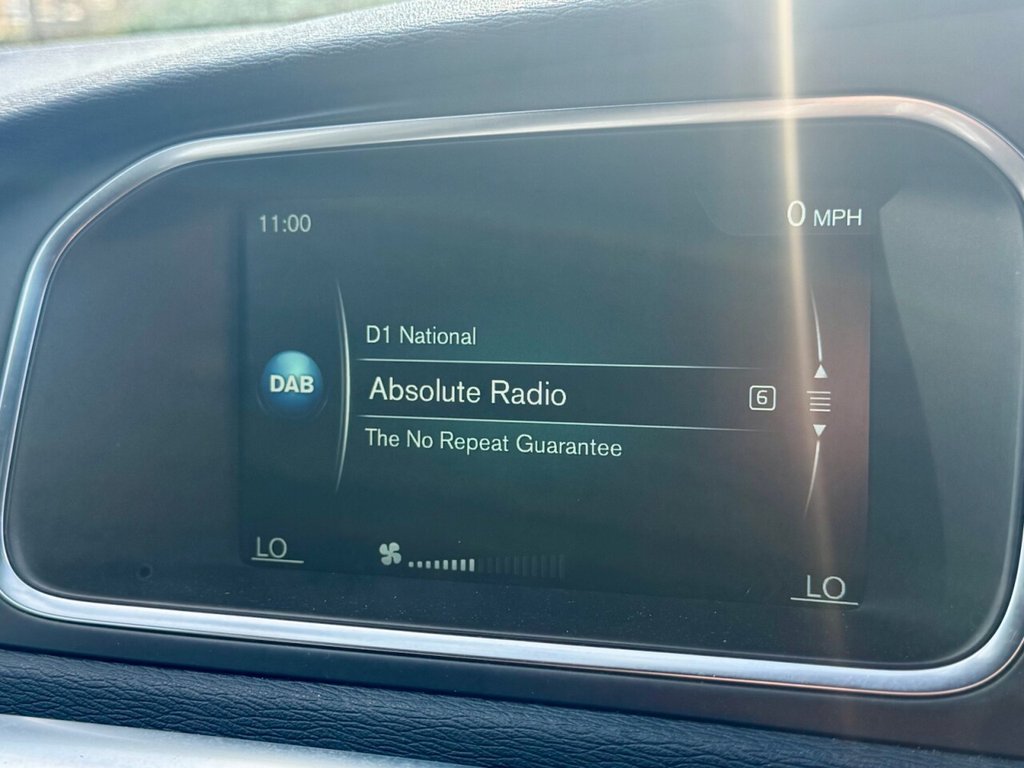 11:00
0 MPH
D1 National
DAB
Absolute Radio
6
The No Repeat Guarantee
LO
LO